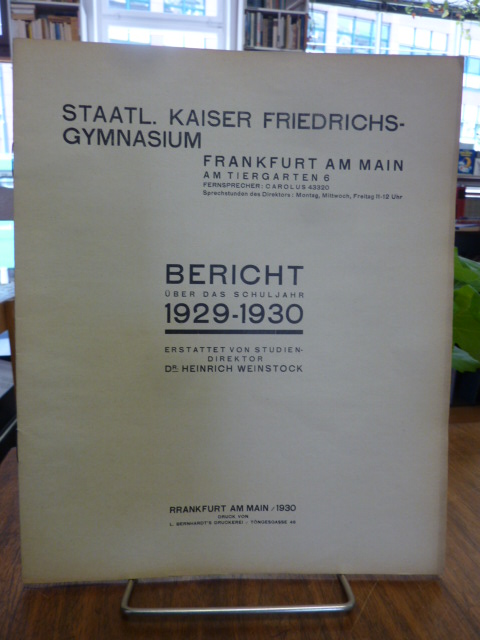 STAATL. KAISER FRIEDRICHS-
GYMNASIUM
FRANKFURT AM MAIN
AM TIERGARTEN 6
FERNSPRECHER: CAROLUS 43320
Sprechstunden des Direktors: Montag, Mittwoch, Freitag 11-12 Uhr
BERICHT
ÜBER DAS SCHULJAHR
1929-1930
ERSTATTET VON STUDIEN-
DIREKTOR
DR. HEINRICH WEINSTOCK
RRANKFURT AM MAIN / 1930
DRUCK VON
L. BERNHARDT'S DRUCKEREI - TÖNGESGASSE 46